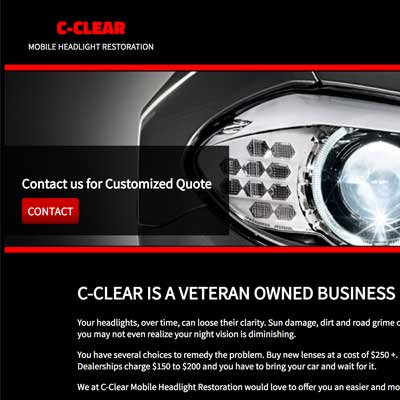 C-CLEAR
MOBILE HEADLIGHT RESTORATION
Contact us for Customized Quote
CONTACT
C-CLEAR IS A VETERAN OWNED BUSINESS
Your headlights, over time, can loose their clarity. Sun damage, dirt and road grime
you may not even realize your night vision is diminishing.
You have several choices to remedy the problem. Buy new lenses at a cost of $250 +.
Dealerships charge $150 to $200 and you have to bring your car and wait for it.
We at C-Clear Mobile Headlight Restoration would love to offer you an easier and